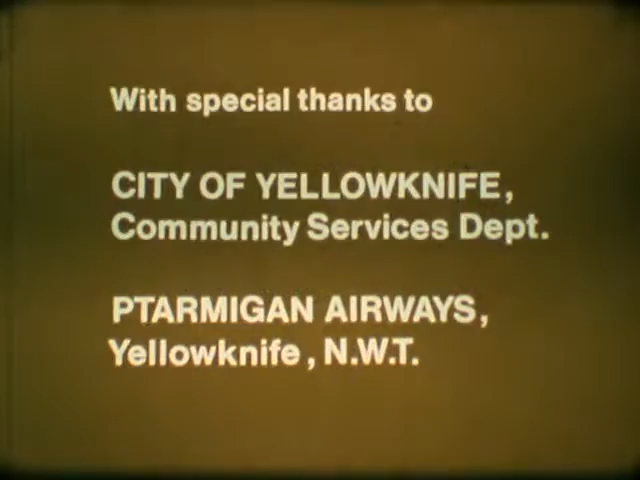 With special thanks to
CITY OF YELLOWKNIFE,
Community Services Dept.
PTARMIGAN AIRWAYS,
Yellowknife, N.W.T.